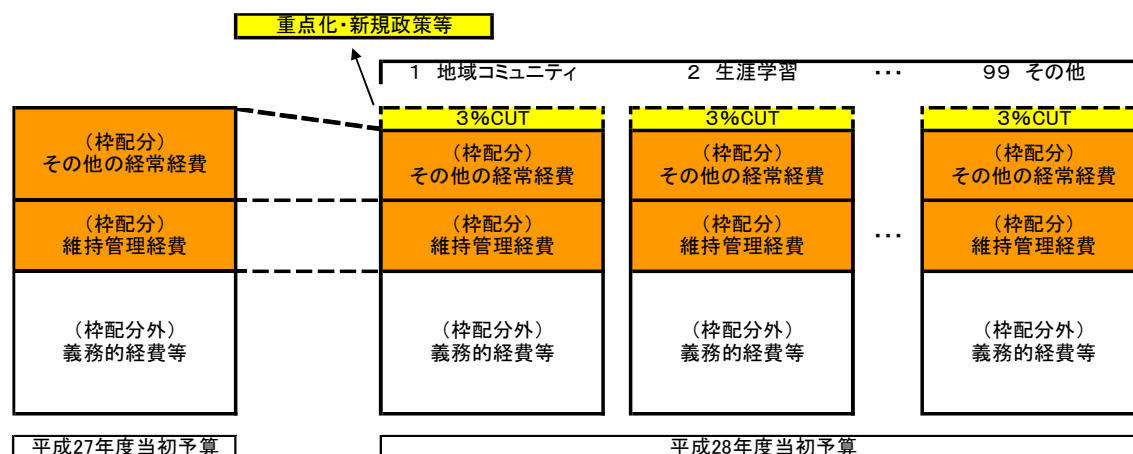 重点化・新規政策等
1 地域コミュニティ
2 生涯学習
…
99 その他
3%CUT
3%CUT
3%CUT
(枠配分)
その他の経常経費
(枠配分)
その他の経常経費
(枠配分)
その他の経常経費
(枠配分)
その他の経常経費
(枠配分)
維持管理経費
(枠配分)
維持管理経費
(枠配分)
維持管理経費
…
(枠配分)
維持管理経費
(枠配分外)
義務的経費等
(枠配分外)
義務的経費等
(枠配分外)
義務的経費等
(枠配分外)
義務的経費等
平成27年度当初予算
平成28年度当初予算